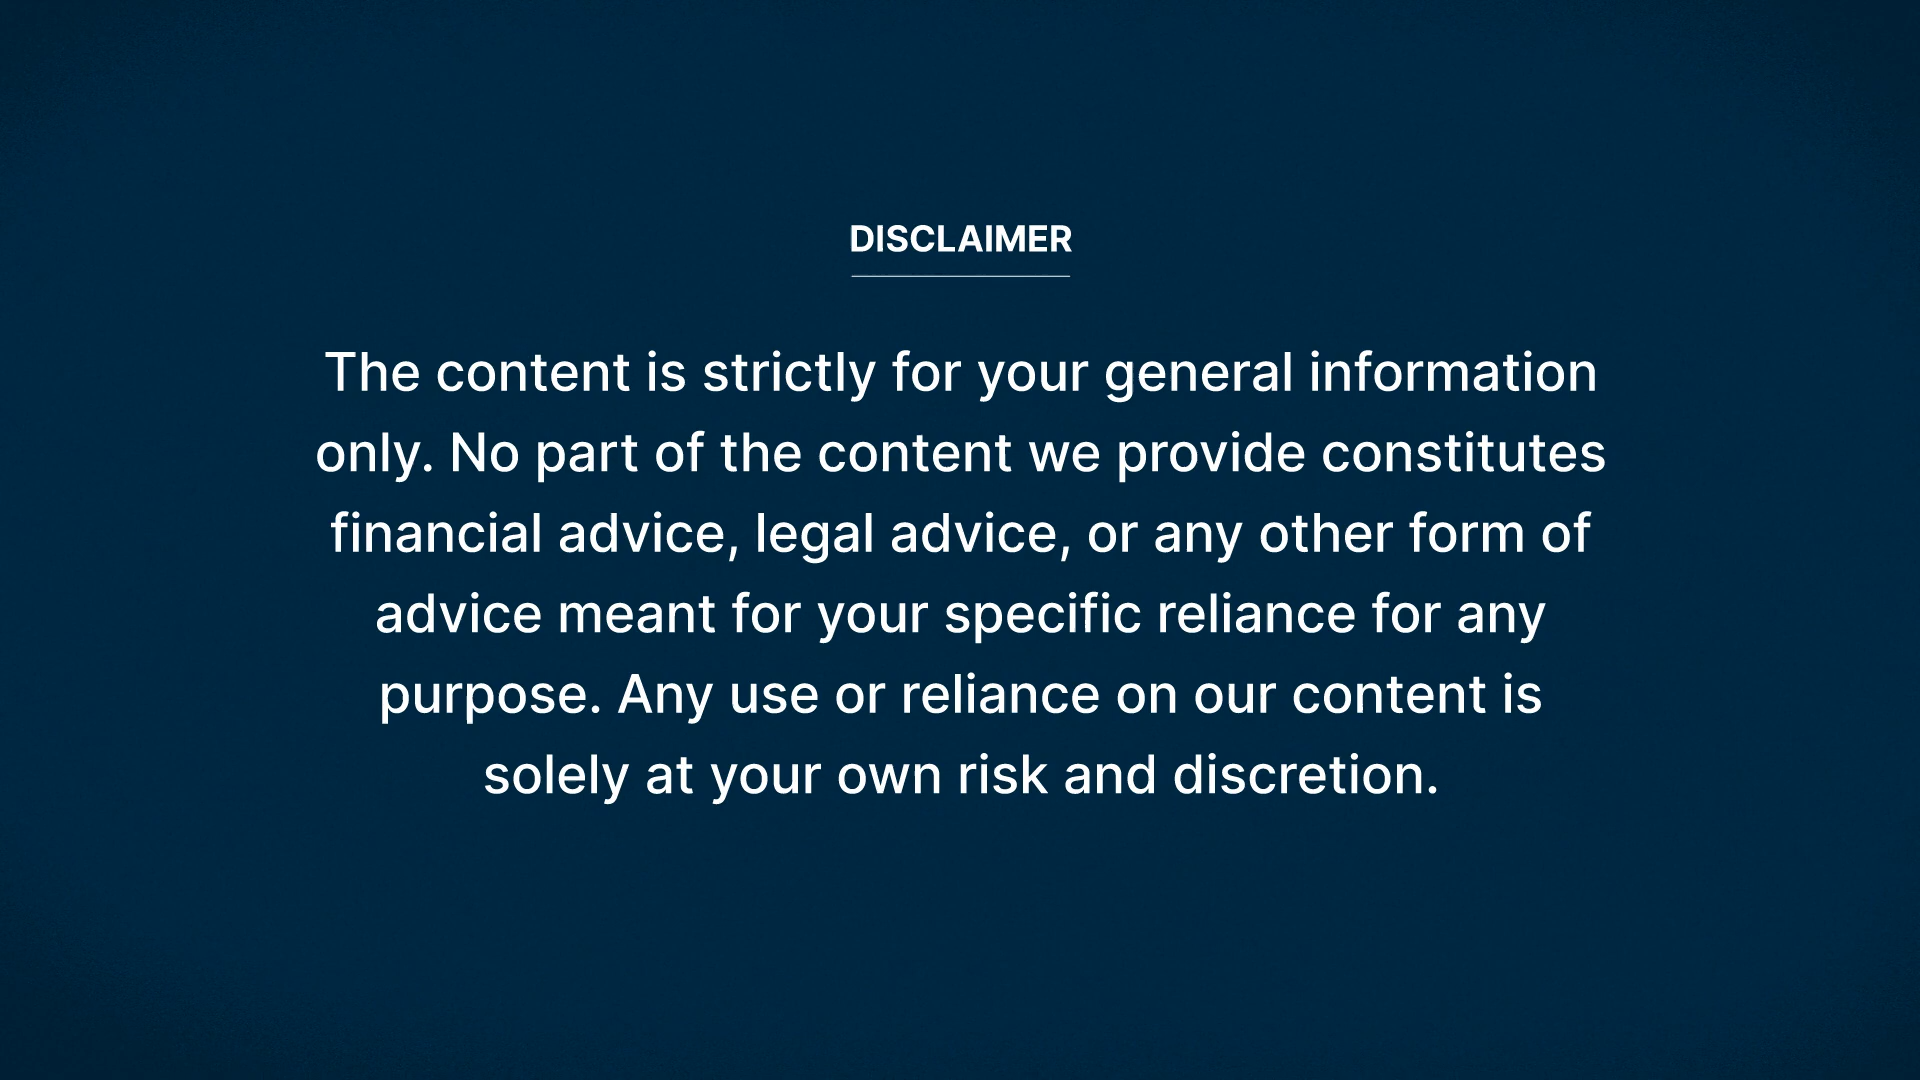 DISCLAIMER
The content is strictly for your general information
only. No part of the content we provide constitutes
financial advice, legal advice, or any other form of
advice meant for your specific reliance for any
purpose. Any use or reliance on our content is
solely at your own risk and discretion.